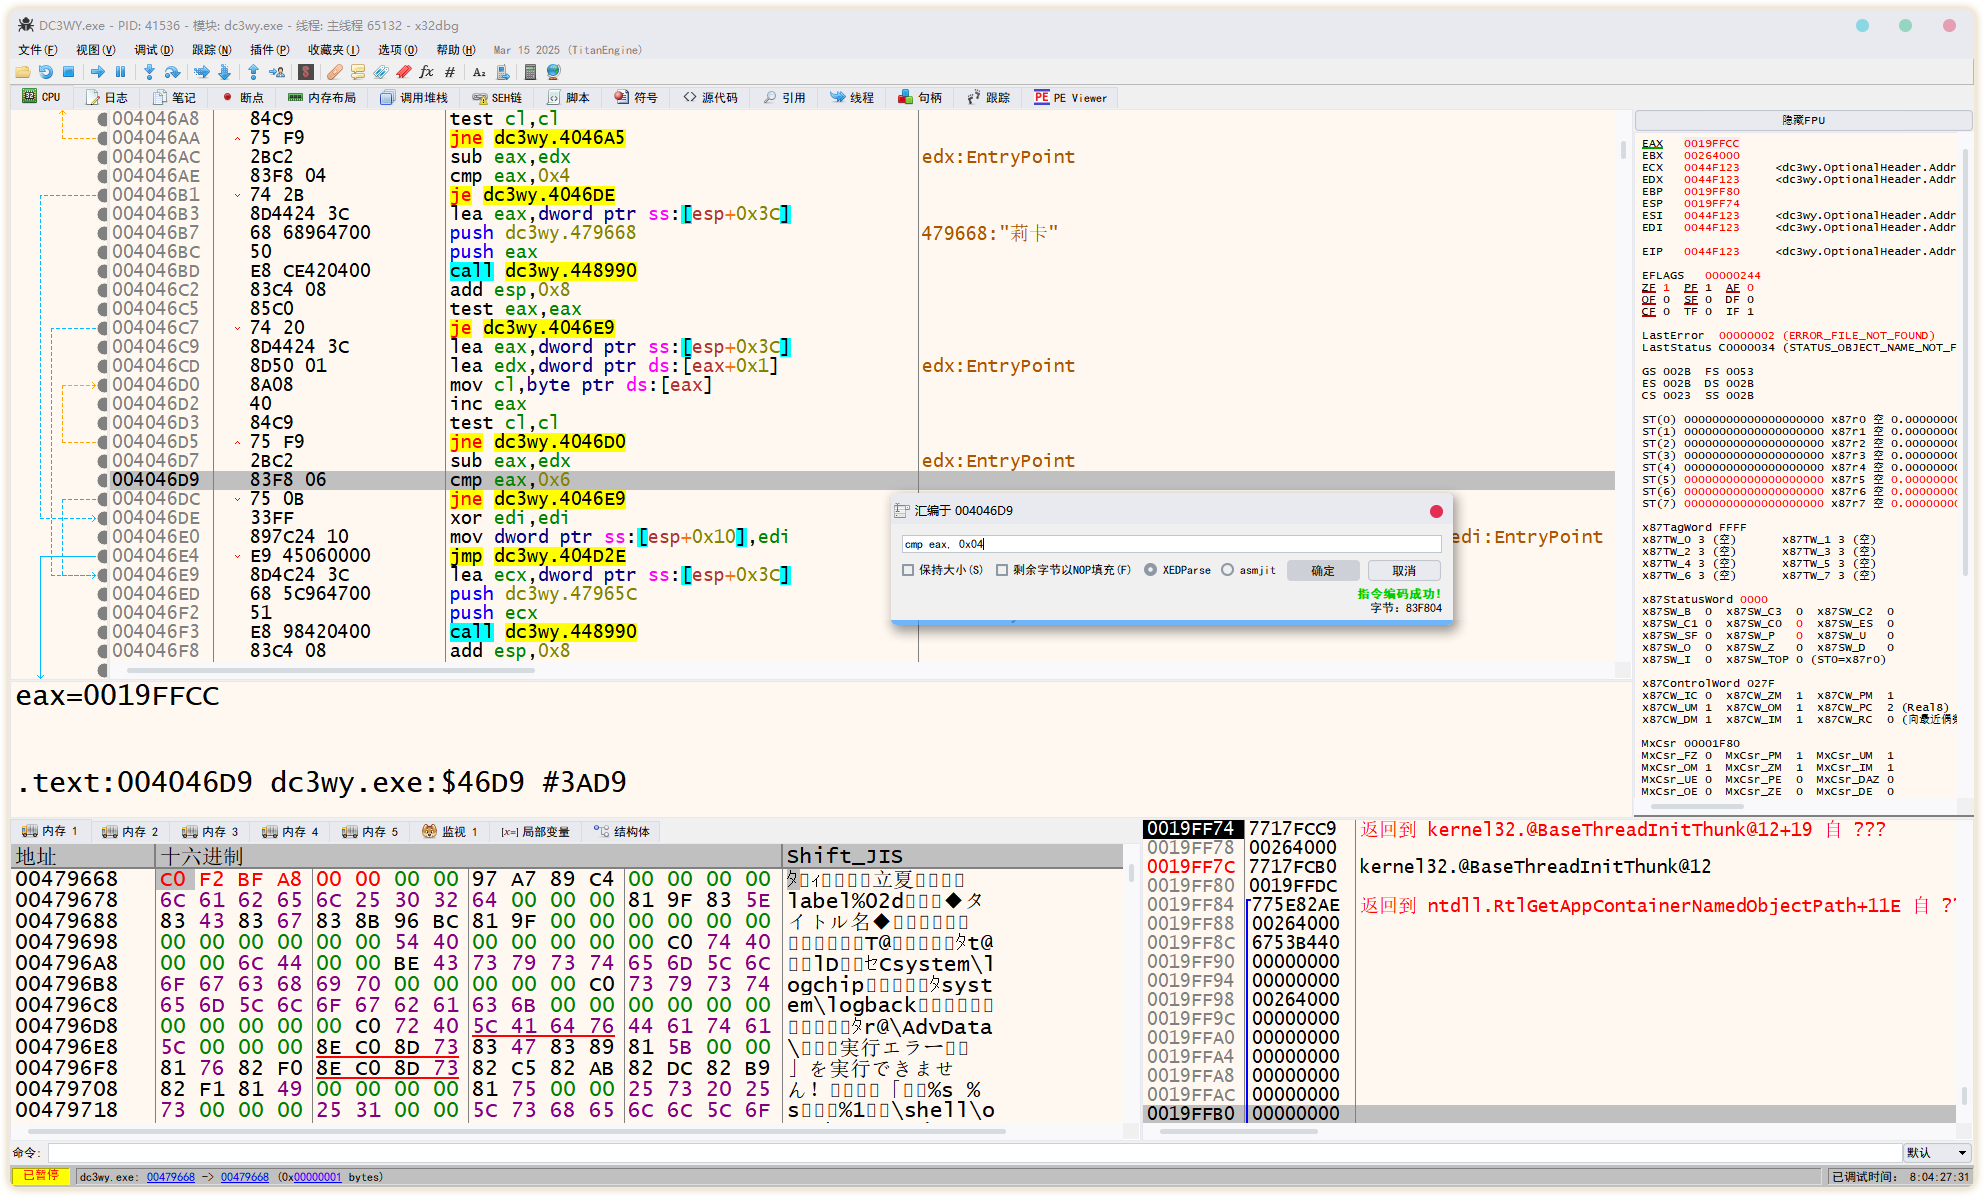 DC3WY.exe - PID: 41536 - 模块: dc3wy.exe - 线程: 主线程 65132 - x32dbg
文件(F) 视图(V) 调试(D) 跟踪(N) 插件(P) 收藏夹(I) 选项(O) 帮助(H) Mar 15 2025 (TitanEngine)
CPU 日志 笔记 断点 内存布局 调用堆栈 SEH链 脚本 符号 源代码 引用 线程 句柄 跟踪 PE Viewer
004046A8 84C9 test cl,cl
004046AA 75 F9 jne dc3wy.4046A5
004046AC 2BC2 sub eax,edx edx:EntryPoint
004046AE 83F8 04 cmp eax,0x4
004046B1 74 2B je dc3wy.4046DE
004046B3 8D4424 3C lea eax,dword ptr ss:[esp+0x3C]
004046B7 68 68964700 push dc3wy.479668 479668:"莉卡"
004046BC 50 push eax
004046BD E8 CE420400 call dc3wy.448990
004046C2 83C4 08 add esp,0x8
004046C5 85C0 test eax,eax
004046C7 74 20 je dc3wy.4046E9
004046C9 8D4424 3C lea eax,dword ptr ss:[esp+0x3C]
004046CD 8D50 01 lea edx,dword ptr ds:[eax+0x1] edx:EntryPoint
004046D0 8A08 mov cl,byte ptr ds:[eax]
004046D2 40 inc eax
004046D3 84C9 test cl,cl
004046D5 75 F9 jne dc3wy.4046D0
004046D7 2BC2 sub eax,edx edx:EntryPoint
004046D9 83F8 06 cmp eax,0x6
004046DC 75 0B jne dc3wy.4046E9
004046DE 33FF xor edi,edi
004046E0 897C24 10 mov dword ptr ss:[esp+0x10],edi edi:EntryPoint
004046E4 E9 45060000 jmp dc3wy.404D2E
004046E9 8D4C24 3C lea ecx,dword ptr ss:[esp+0x3C]
004046ED 68 5C964700 push dc3wy.47965C
004046F2 51 push ecx
004046F3 E8 98420400 call dc3wy.448990
004046F8 83C4 08 add esp,0x8
汇编于 004046D9
cmp eax, 0x04
保持大小(S) 剩余字节以NOP填充(F) XEDParse asmjit 确定 取消
指令编码成功!
字节: 83F804
隐藏FPU
EAX 0019FFCC
EBX 00264000
ECX 0044F123 <dc3wy.OptionalHeader.Addr
EDX 0044F123 <dc3wy.OptionalHeader.Addr
EBP 0019FF80
ESP 0019FF74
ESI 0044F123 <dc3wy.OptionalHeader.Addr
EDI 0044F123 <dc3wy.OptionalHeader.Addr
EIP 0044F123 <dc3wy.OptionalHeader.Addr
EFLAGS 00000244
ZF 1 PF 1 AF 0
OF 0 SF 0 DF 0
CF 0 TF 0 IF 1
LastError 00000002 (ERROR_FILE_NOT_FOUND)
LastStatus C0000034 (STATUS_OBJECT_NAME_NOT_F
GS 002B FS 0053
ES 002B DS 002B
CS 0023 SS 002B
ST(0) 00000000000000000000 x87r0 空 0.00000000
ST(1) 00000000000000000000 x87r1 空 0.00000000
ST(2) 00000000000000000000 x87r2 空 0.00000000
ST(3) 00000000000000000000 x87r3 空 0.00000000
ST(4) 00000000000000000000 x87r4 空 0.00000000
ST(5) 00000000000000000000 x87r5 空 0.00000000
ST(6) 00000000000000000000 x87r6 空 0.00000000
ST(7) 00000000000000000000 x87r7 空 0.00000000
x87TagWord FFFF
x87TW_0 3 (空) x87TW_1 3 (空)
x87TW_2 3 (空) x87TW_3 3 (空)
x87TW_4 3 (空) x87TW_5 3 (空)
x87TW_6 3 (空) x87TW_7 3 (空)
x87StatusWord 0000
x87SW_B 0 x87SW_C3 0 x87SW_C2 0
x87SW_C1 0 x87SW_C0 0 x87SW_ES 0
x87SW_SF 0 x87SW_P 0 x87SW_U 0
x87SW_O 0 x87SW_Z 0 x87SW_D 0
x87SW_I 0 x87SW_TOP 0 (ST0=x87r0)
x87ControlWord 027F
x87CW_IC 0 x87CW_ZM 1 x87CW_PM 1
x87CW_UM 1 x87CW_OM 1 x87CW_PC 2 (Real8)
x87CW_DM 1 x87CW_IM 1 x87CW_RC 0 (向最近偶
MxCsr 00001F80
MxCsr_FZ 0 MxCsr_PM 1 MxCsr_UM 1
MxCsr_OM 1 MxCsr_ZM 1 MxCsr_IM 1
MxCsr_UE 0 MxCsr_PE 0 MxCsr_DAZ 0
MxCsr_OE 0 MxCsr_ZE 0 MxCsr_DE 0
eax=0019FFCC
.text:004046D9 dc3wy.exe:$46D9 #3AD9
内存 1 内存 2 内存 3 内存 4 内存 5 监视 1 [x=] 局部变量 结构体
地址 十六进制 Shift_JIS
00479668 C0 F2 BF A8 00 00 00 00 97 A7 89 C4 00 00 00 00 立夏
00479678 6C 61 62 65 6C 25 30 32 64 00 00 00 81 9F 83 5E label%02d ◆タ
00479688 83 43 83 67 83 8B 96 BC 81 9F 00 00 00 00 00 00 イトル名◆
00479698 00 00 00 00 00 00 54 40 00 00 00 00 00 C0 74 40 T@ ﾀt@
004796A8 00 00 6C 44 00 00 BE 43 73 79 73 74 65 6D 5C 6C lD ｾCsystem\l
004796B8 6F 67 63 68 69 70 00 00 00 00 00 C0 73 79 73 74 ogchip ﾀsyst
004796C8 65 6D 5C 6C 6F 67 62 61 63 6B 00 00 00 00 00 00 em\logback
004796D8 00 00 00 00 00 C0 72 40 5C 41 64 76 44 61 74 61 ﾀr@\AdvData
004796E8 5C 00 00 00 8E C0 8D 73 83 47 83 89 81 5B 00 00 \ 実行エラー
004796F8 81 76 82 F0 8E C0 8D 73 82 C5 82 AB 82 DC 82 B9 」を実行できませ
00479708 82 F1 81 49 00 00 00 00 81 75 00 00 25 73 20 25 ん! 「 %s %
00479718 73 00 00 00 25 31 00 00 5C 73 68 65 6C 6C 5C 6F s %1 \shell\o
0019FF74 7717FCC9 返回到 kernel32.@BaseThreadInitThunk@12+19 自 ???
0019FF78 00264000
0019FF7C 7717FCB0 kernel32.@BaseThreadInitThunk@12
0019FF80 0019FFDC
0019FF84 775E82AE 返回到 ntdll.RtlGetAppContainerNamedObjectPath+11E 自 ?
0019FF88 00264000
0019FF8C 6753B440
0019FF90 00000000
0019FF94 00000000
0019FF98 00264000
0019FF9C 00000000
0019FFA0 00000000
0019FFA4 00000000
0019FFA8 00000000
0019FFAC 00000000
0019FFB0 00000000
命令: 默认
已暂停 dc3wy.exe: 00479668 -> 00479668 (0x00000001 bytes) 已调试时间: 8:04:27:31